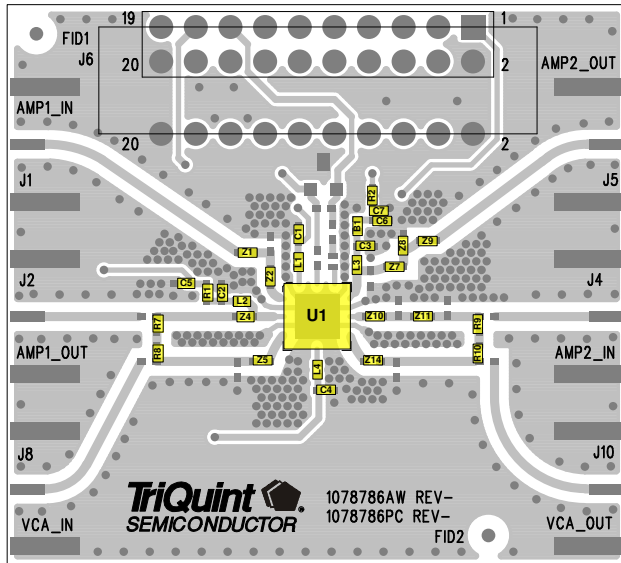 19
1
FID1
J6
20
2
AMP2_OUT
AMP1_IN
20
2
J1
J5
R2
C7
C6
B1
C1
Z8
Z9
C3
Z1
L1
L3
Z7
Z2
J2
J4
C5
R1
C2
L2
Z4
U1
Z10
Z11
R7
R9
AMP1_OUT
AMP2_IN
R8
Z5
L4
Z14
R10
C4
J8
J10
TriQuint
SEMICONDUCTOR
1078786AW REV-
1078786PC REV-
VCA_IN
VCA_OUT
FID2